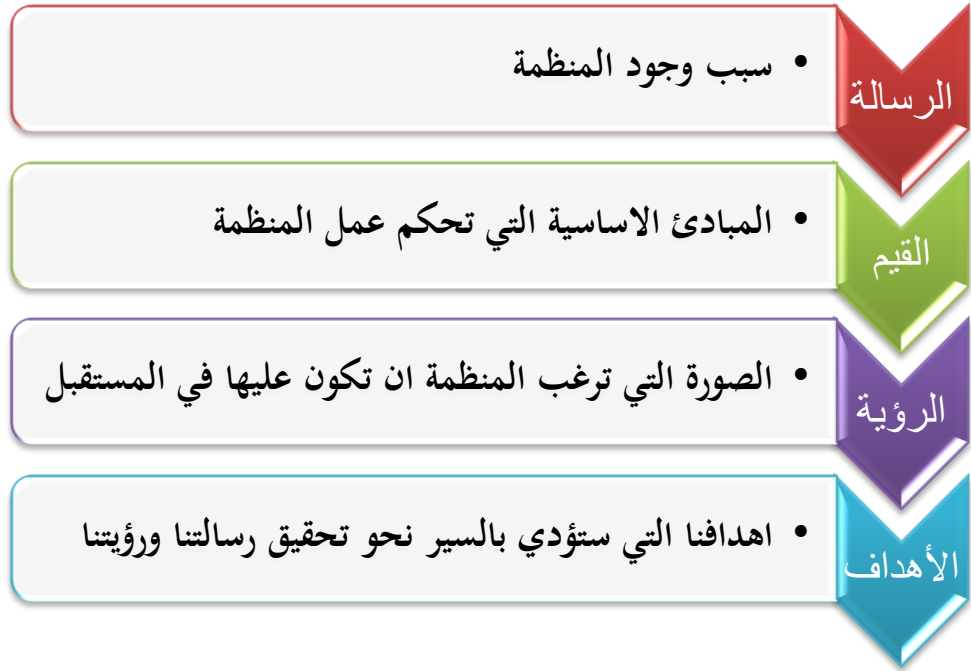 الرسالة
• سبب وجود المنظمة
القيم
• المبادئ الاساسية التي تحكم عمل المنظمة
الرؤية
• الصورة التي ترغب المنظمة ان تكون عليها في المستقبل
الأهداف
• اهدافنا التي ستؤدي بالسير نحو تحقيق رسالتنا ورؤيتنا